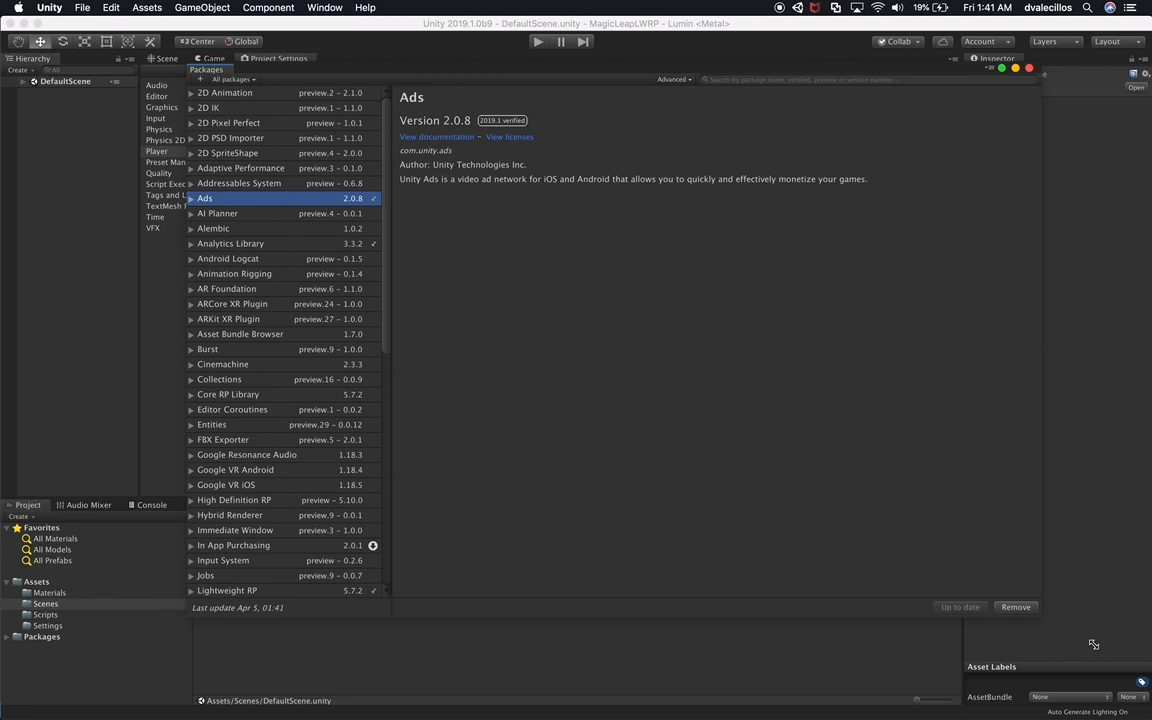 Unity File Edit Assets GameObject Component Window Help 19% Fri 1:41 AM dvalecillos
Unity 2019.1.0b9 - DefaultScene.unity - MagicLeapLWRP - Lumin <Metal>
Center Global Collab Account Layers Layout
Hierarchy Scene Game Project Settings Inspector
Create All
DefaultScene
Open
Audio
Editor
Graphics
Input
Physics
Physics 2D
Player
Preset Man
Quality
Script Exec
Tags and L
TextMesh P
Time
VFX
Packages
+ All packages Advanced Search by package name, verified, preview or version number...
2D Animation preview.2 - 2.1.0
2D IK preview.1 - 1.1.0
2D Pixel Perfect preview - 1.0.1
2D PSD Importer preview.1 - 1.1.0
2D SpriteShape preview.4 - 2.0.0
Adaptive Performance preview.3 - 0.1.0
Addressables System preview - 0.6.8
Ads 2.0.8 ✓
AI Planner preview.4 - 0.0.1
Alembic 1.0.2
Analytics Library 3.3.2 ✓
Android Logcat preview - 0.1.5
Animation Rigging preview - 0.1.4
AR Foundation preview.6 - 1.1.0
ARCore XR Plugin preview.24 - 1.0.0
ARKit XR Plugin preview.27 - 1.0.0
Asset Bundle Browser 1.7.0
Burst preview.9 - 1.0.0
Cinemachine 2.3.3
Collections preview.16 - 0.0.9
Core RP Library 5.7.2
Editor Coroutines preview.1 - 0.0.2
Entities preview.29 - 0.0.12
FBX Exporter preview.5 - 2.0.1
Google Resonance Audio 1.18.3
Google VR Android 1.18.4
Google VR iOS 1.18.5
High Definition RP preview - 5.10.0
Hybrid Renderer preview.9 - 0.0.1
Immediate Window preview.3 - 1.0.0
In App Purchasing 2.0.1
Input System preview - 0.2.6
Jobs preview.9 - 0.0.7
Lightweight RP 5.7.2 ✓
Last update Apr 5, 01:41
Ads
Version 2.0.8 2019.1 verified
View documentation - View licenses
com.unity.ads
Author: Unity Technologies Inc.
Unity Ads is a video ad network for iOS and Android that allows you to quickly and effectively monetize your games.
Up to date Remove
Project Audio Mixer Console
Create
Favorites
All Materials
All Models
All Prefabs
Assets
Materials
Scenes
Scripts
Settings
Packages
Assets/Scenes/DefaultScene.unity
Asset Labels
AssetBundle None None
Auto Generate Lighting On